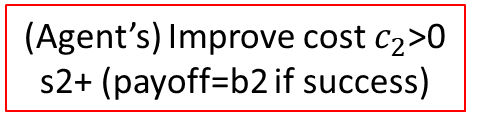 (Agent’s) Improve cost c₂>0
s2+ (payoff=b2 if success)